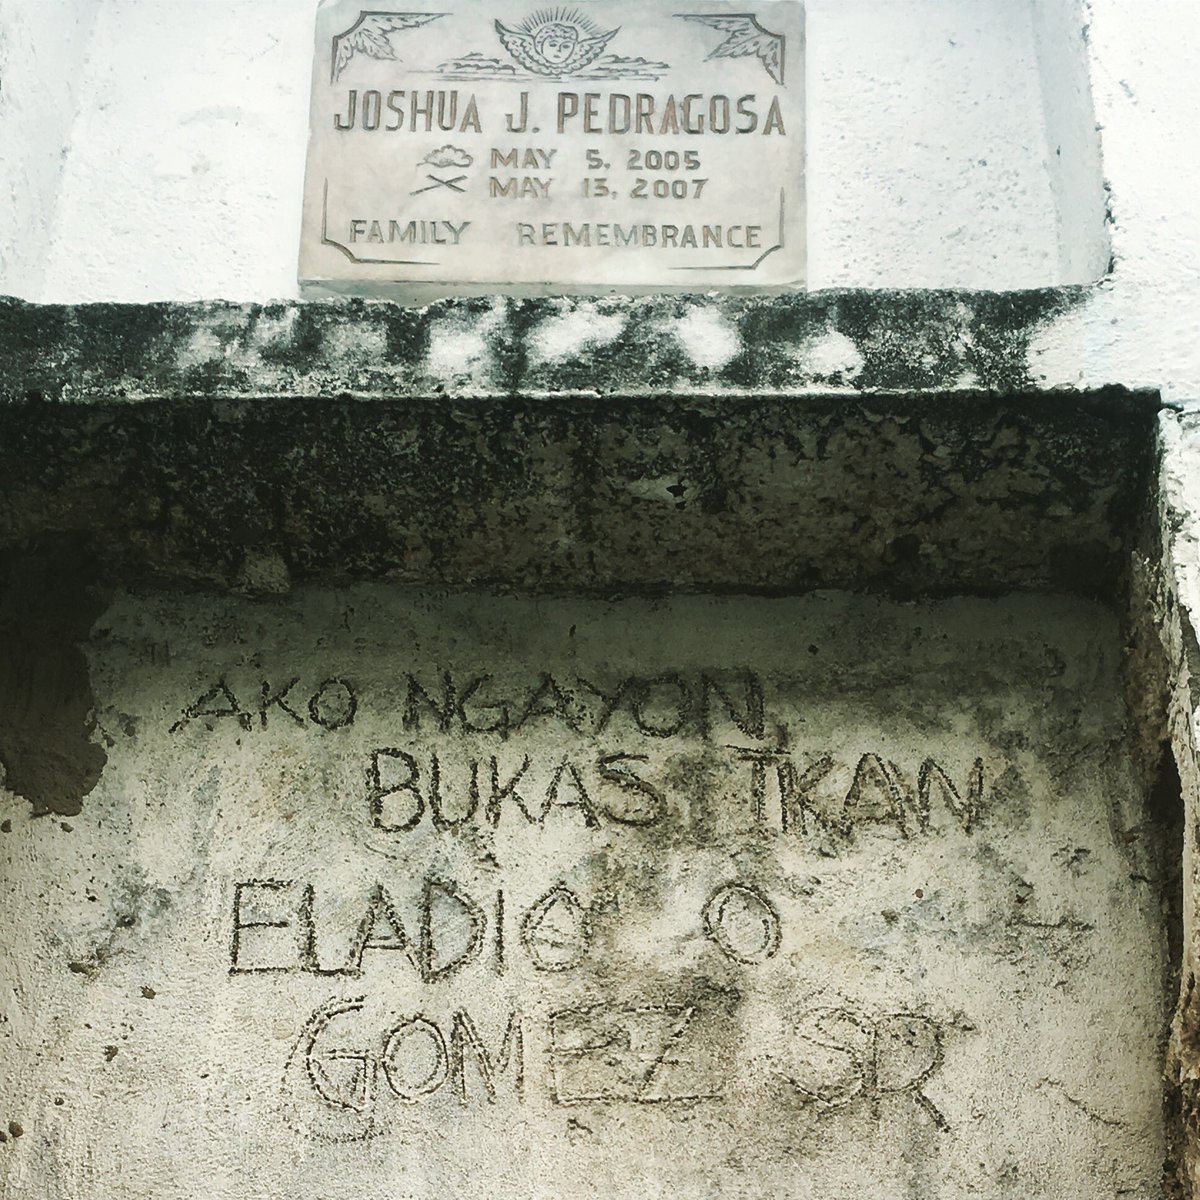 JOSHUA J. PEDRAGOSA
MAY 5, 2005
MAY 13, 2007
FAMILY REMEMBRANCE
AKO NGAYON,
BUKAS IKAW
ELADIO O
GOMEZ SR